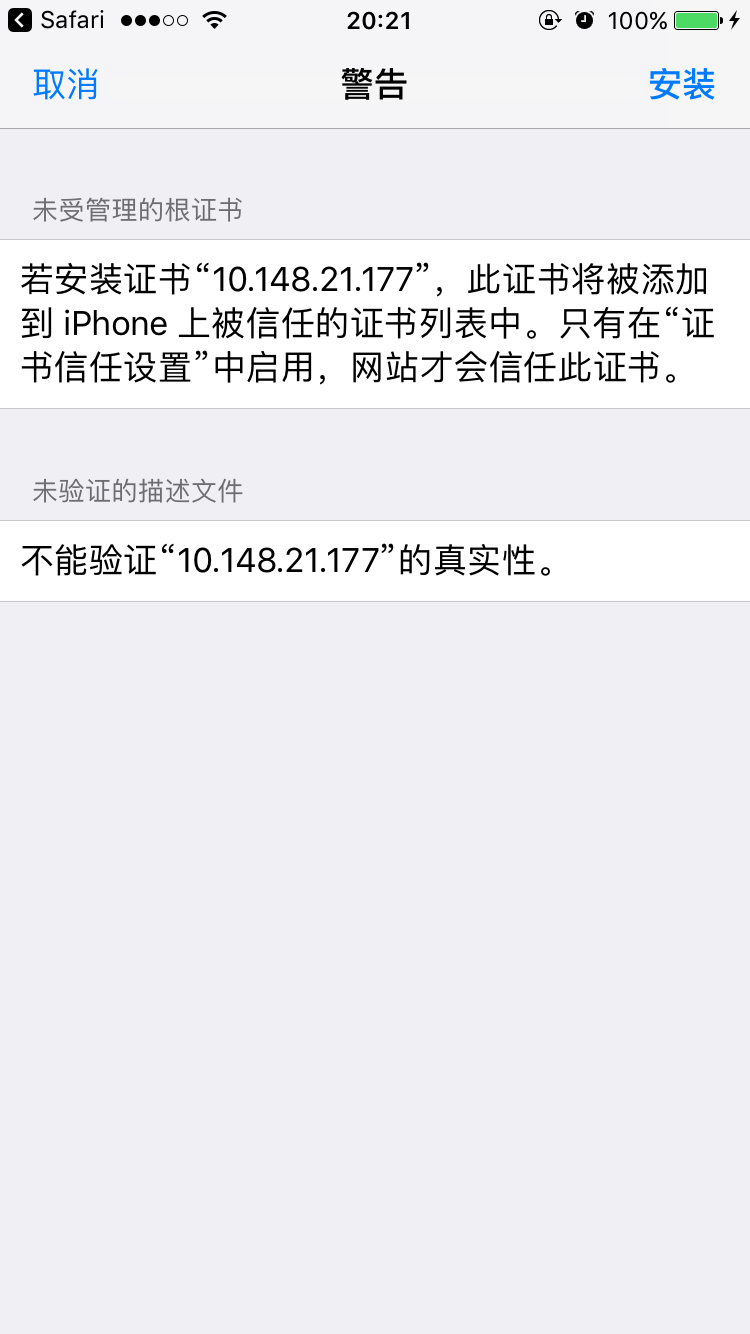 Safari 20:21 100%
取消 警告 安装
未受管理的根证书
若安装证书“10.148.21.177”，此证书将被添加
到 iPhone 上被信任的证书列表中。只有在“证
书信任设置”中启用，网站才会信任此证书。
未验证的描述文件
不能验证“10.148.21.177”的真实性。